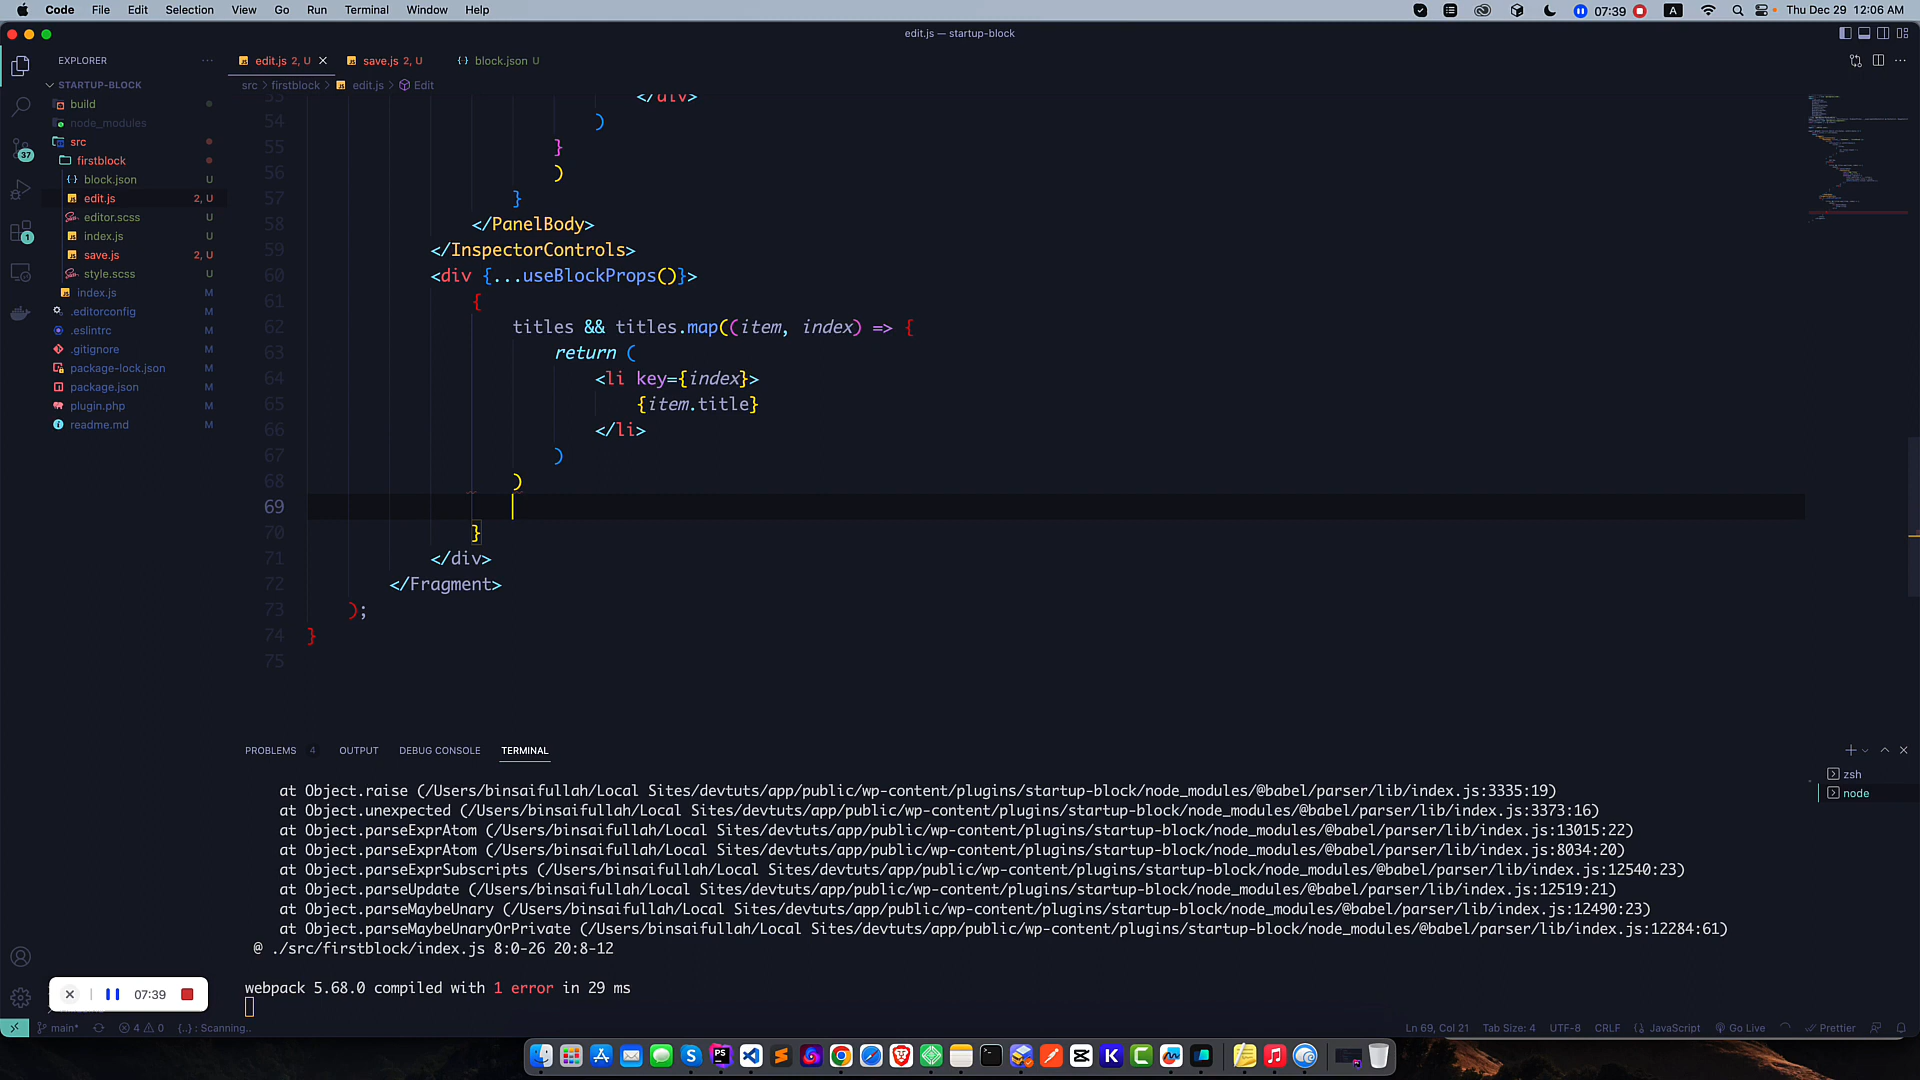 Code File Edit Selection View Go Run Terminal Window Help
07:39
A
Thu Dec 29 12:06 AM
edit.js — startup-block
EXPLORER
edit.js 2, U
save.js 2, U
block.json U
STARTUP-BLOCK
src > firstblock > edit.js > Edit
build
node_modules
src
firstblock
block.json U
edit.js 2, U
editor.scss U
index.js U
save.js 2, U
style.scss U
index.js M
.editorconfig M
.eslintrc M
.gitignore M
package-lock.json M
package.json M
plugin.php M
readme.md M
37
1
53 </div>
54 )
55 }
56 )
57 }
58 </PanelBody>
59 </InspectorControls>
60 <div {...useBlockProps()}>
61 {
62 titles && titles.map((item, index) => {
63 return (
64 <li key={index}>
65 {item.title}
66 </li>
67 )
68 )
69
70 }
71 </div>
72 </Fragment>
73 );
74 }
75
PROBLEMS 4 OUTPUT DEBUG CONSOLE TERMINAL
zsh
node
at Object.raise (/Users/binsaifullah/Local Sites/devtuts/app/public/wp-content/plugins/startup-block/node_modules/@babel/parser/lib/index.js:3335:19)
at Object.unexpected (/Users/binsaifullah/Local Sites/devtuts/app/public/wp-content/plugins/startup-block/node_modules/@babel/parser/lib/index.js:3373:16)
at Object.parseExprAtom (/Users/binsaifullah/Local Sites/devtuts/app/public/wp-content/plugins/startup-block/node_modules/@babel/parser/lib/index.js:13015:22)
at Object.parseExprAtom (/Users/binsaifullah/Local Sites/devtuts/app/public/wp-content/plugins/startup-block/node_modules/@babel/parser/lib/index.js:8034:20)
at Object.parseExprSubscripts (/Users/binsaifullah/Local Sites/devtuts/app/public/wp-content/plugins/startup-block/node_modules/@babel/parser/lib/index.js:12540:23)
at Object.parseUpdate (/Users/binsaifullah/Local Sites/devtuts/app/public/wp-content/plugins/startup-block/node_modules/@babel/parser/lib/index.js:12519:21)
at Object.parseMaybeUnary (/Users/binsaifullah/Local Sites/devtuts/app/public/wp-content/plugins/startup-block/node_modules/@babel/parser/lib/index.js:12490:23)
at Object.parseMaybeUnaryOrPrivate (/Users/binsaifullah/Local Sites/devtuts/app/public/wp-content/plugins/startup-block/node_modules/@babel/parser/lib/index.js:12284:61)
@ ./src/firstblock/index.js 8:0-26 20:8-12
webpack 5.68.0 compiled with 1 error in 29 ms
07:39
main* 4 0 {..} : Scanning..
Ln 69, Col 21 Tab Size: 4 UTF-8 CRLF JavaScript Go Live Prettier
PS
K
C